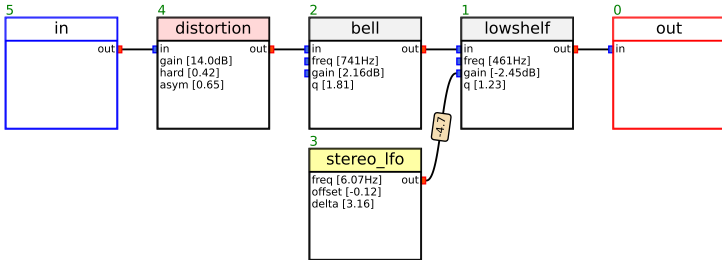 5
in
out
4
distortion
in out
gain [14.0dB]
hard [0.42]
asym [0.65]
2
bell
in out
freq [741Hz]
gain [2.16dB]
q [1.81]
1
lowshelf
in out
freq [461Hz]
gain [-2.45dB]
q [1.23]
0
out
in
-4.7
3
stereo_lfo
freq [6.07Hz] out
offset [-0.12]
delta [3.16]